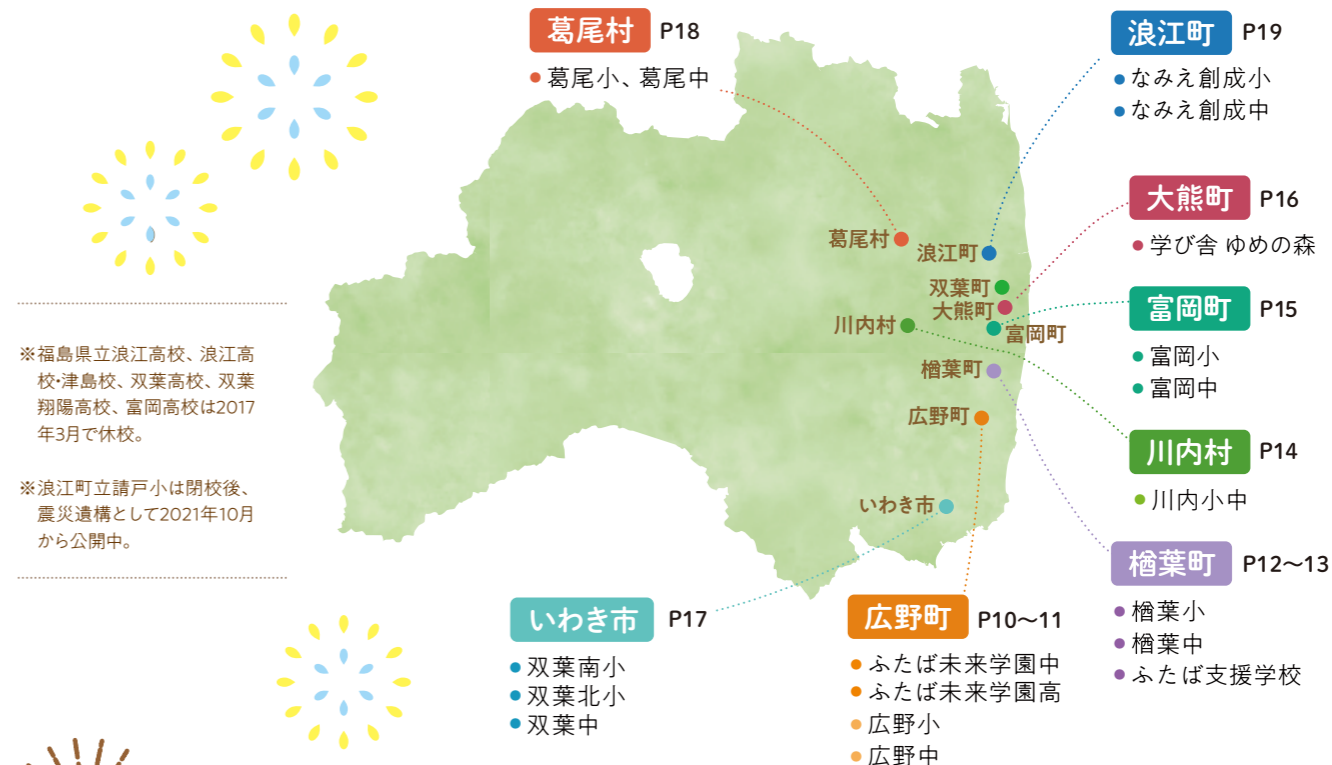 葛尾村 P18
葛尾小、葛尾中
浪江町 P19
なみえ創成小
なみえ創成中
大熊町 P16
学び舎 ゆめの森
富岡町 P15
富岡小
富岡中
川内村 P14
川内小中
楢葉町 P12〜13
楢葉小
楢葉中
ふたば支援学校
葛尾村
浪江町
双葉町
大熊町
川内村
富岡町
楢葉町
広野町
いわき市
※福島県立浪江高校、浪江高
校・津島校、双葉高校、双葉
翔陽高校、富岡高校は2017
年3月で休校。
※浪江町立請戸小は閉校後、
震災遺構として2021年10月
から公開中。
いわき市 P17
双葉南小
双葉北小
双葉中
広野町 P10〜11
ふたば未来学園中
ふたば未来学園高
広野小
広野中